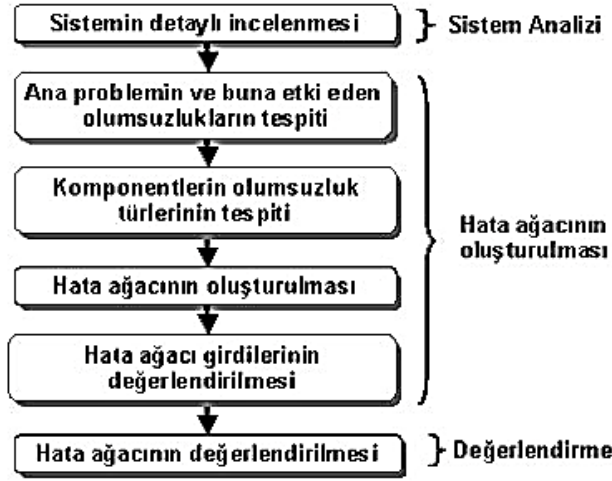 Sistemin detaylı incelenmesi
Sistem Analizi
Ana problemin ve buna etki eden
olumsuzlukların tespiti
Komponentlerin olumsuzluk
türlerinin tespiti
Hata ağacının
oluşturulması
Hata ağacının oluşturulması
Hata ağacı girdilerinin
değerlendirilmesi
Hata ağacının değerlendirilmesi
Değerlendirme